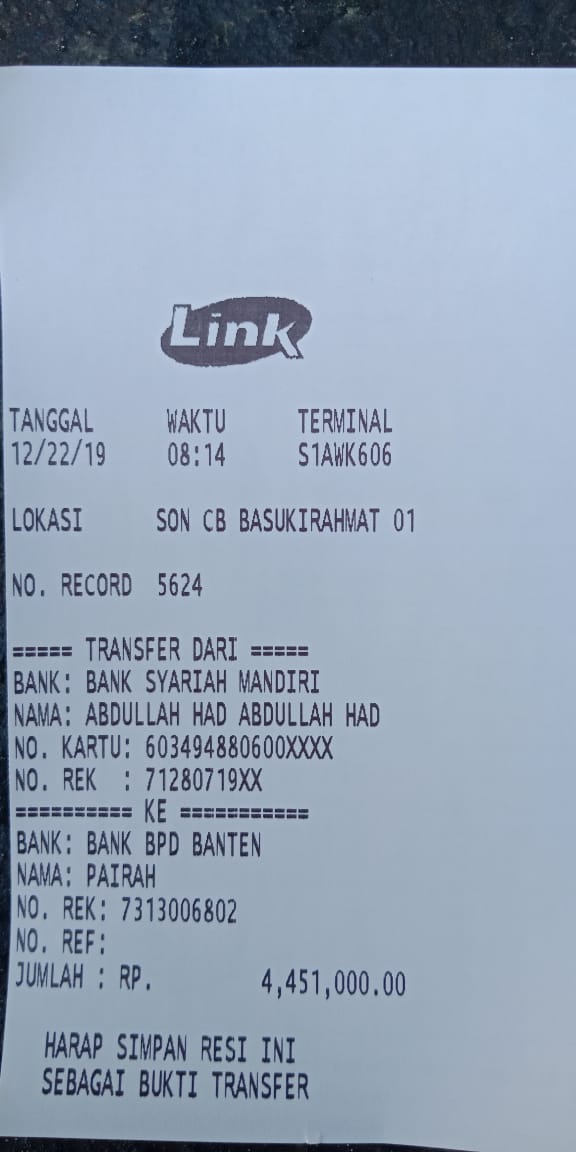 Link
TANGGAL WAKTU TERMINAL
12/22/19 08:14 S1AWK606
LOKASI SON CB BASUKIRAHMAT 01
NO. RECORD 5624
===== TRANSFER DARI =====
BANK: BANK SYARIAH MANDIRI
NAMA: ABDULLAH HAD ABDULLAH HAD
NO. KARTU: 603494880600XXXX
NO. REK : 71280719XX
========== KE ===========
BANK: BANK BPD BANTEN
NAMA: PAIRAH
NO. REK: 7313006802
NO. REF:
JUMLAH : RP. 4,451,000.00
HARAP SIMPAN RESI INI
SEBAGAI BUKTI TRANSFER